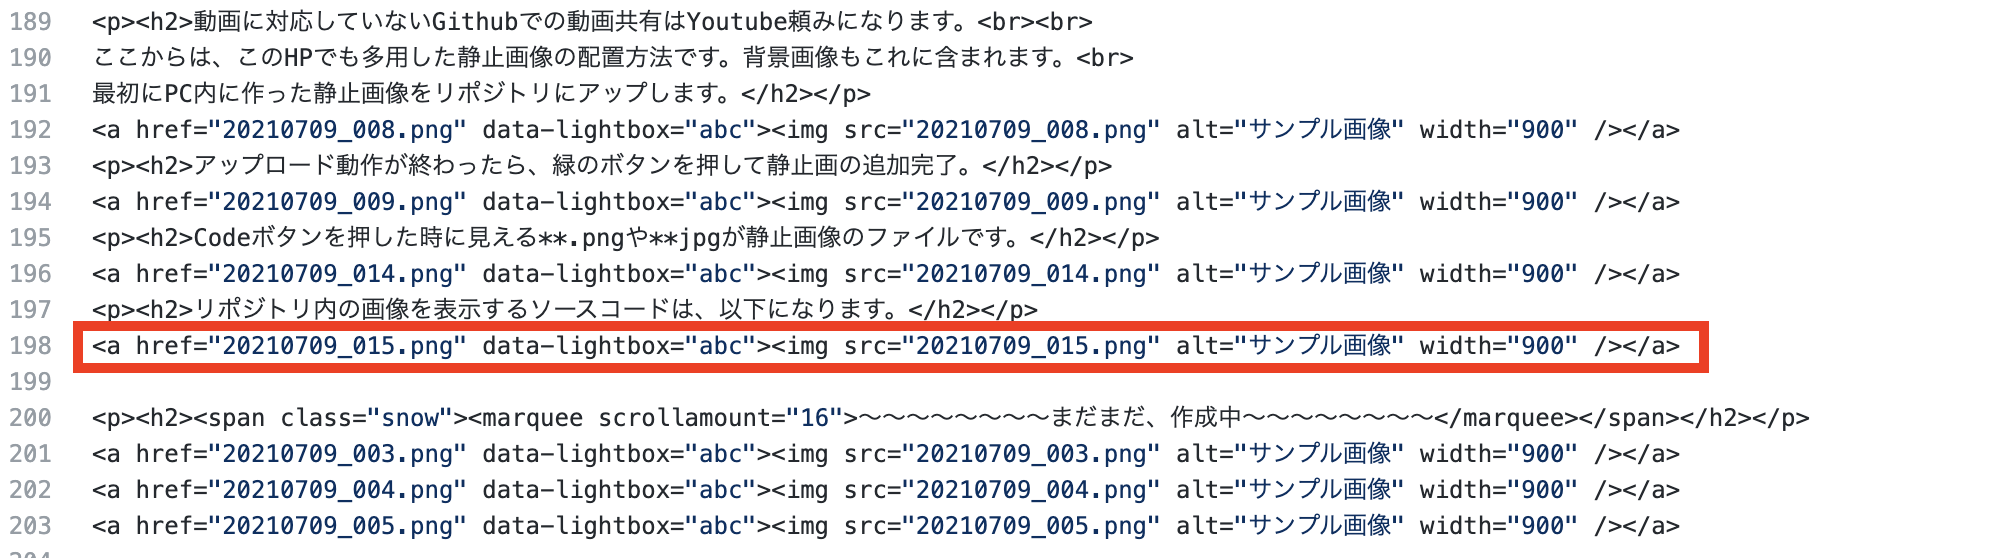 189 <p><h2>動画に対応していないGithubでの動画共有はYoutube頼みになります。<br><br>
190 ここからは、このHPでも多用した静止画像の配置方法です。背景画像もこれに含まれます。<br>
191 最初にPC内に作った静止画像をリポジトリにアップします。</h2></p>
192 <a href="20210709_008.png" data-lightbox="abc"><img src="20210709_008.png" alt="サンプル画像" width="900" /></a>
193 <p><h2>アップロード動作が終わったら、緑のボタンを押して静止画の追加完了。</h2></p>
194 <a href="20210709_009.png" data-lightbox="abc"><img src="20210709_009.png" alt="サンプル画像" width="900" /></a>
195 <p><h2>Codeボタンを押した時に見える**.pngや**jpgが静止画像のファイルです。</h2></p>
196 <a href="20210709_014.png" data-lightbox="abc"><img src="20210709_014.png" alt="サンプル画像" width="900" /></a>
197 <p><h2>リポジトリ内の画像を表示するソースコードは、以下になります。</h2></p>
198 <a href="20210709_015.png" data-lightbox="abc"><img src="20210709_015.png" alt="サンプル画像" width="900" /></a>
199
200 <p><h2><span class="snow"><marquee scrollamount="16">〜〜〜〜〜〜〜〜まだまだ、作成中〜〜〜〜〜〜〜〜</marquee></span></h2></p>
201 <a href="20210709_003.png" data-lightbox="abc"><img src="20210709_003.png" alt="サンプル画像" width="900" /></a>
202 <a href="20210709_004.png" data-lightbox="abc"><img src="20210709_004.png" alt="サンプル画像" width="900" /></a>
203 <a href="20210709_005.png" data-lightbox="abc"><img src="20210709_005.png" alt="サンプル画像" width="900" /></a>